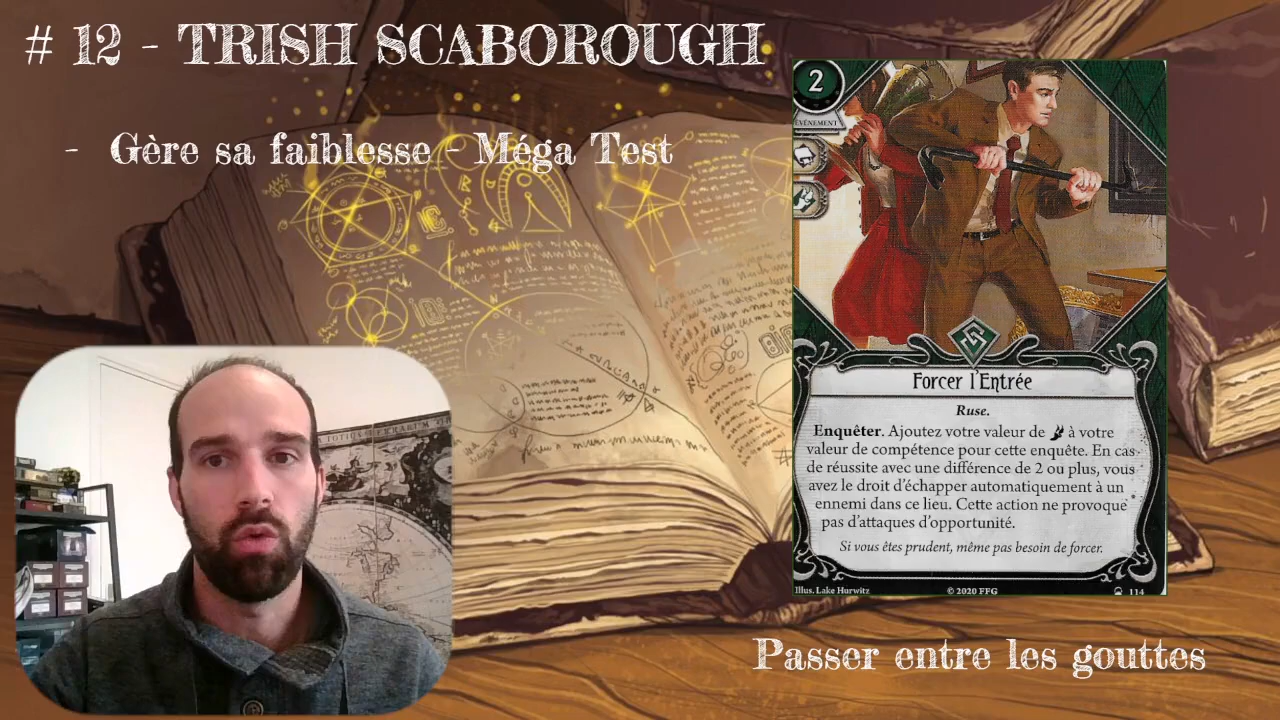 # 12 - TRISH SCABOROUGH
- Gère sa faiblesse - Méga Test
2
ÉVÉNEMENT
Forcer l'Entrée
Ruse.
Enquêter. Ajoutez votre valeur de à votre
valeur de compétence pour cette enquête. En cas
de réussite avec une différence de 2 ou plus, vous
avez le droit d'échapper automatiquement à un
ennemi dans ce lieu. Cette action ne provoque
pas d'attaques d'opportunité.
Si vous êtes prudent, même pas besoin de forcer.
Illus. Lake Hurwitz
© 2020 FFG
114
Passer entre les gouttes